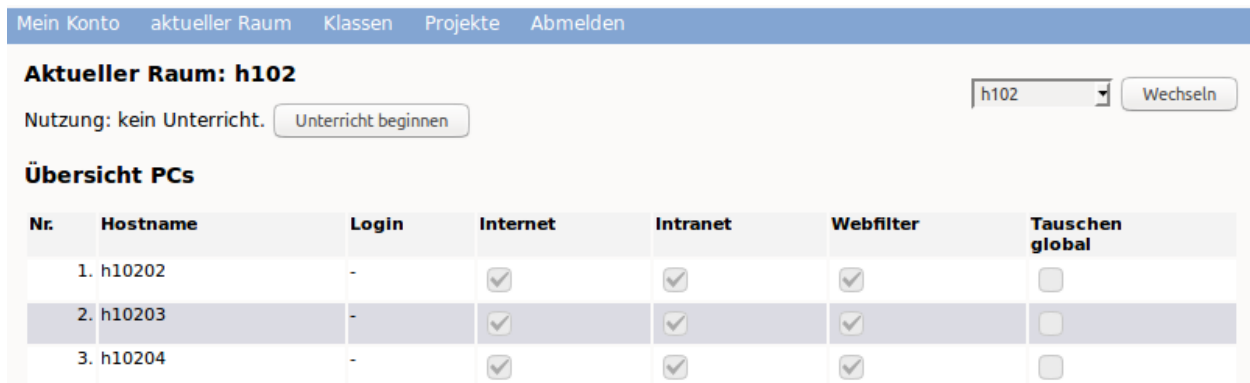 Mein Konto aktueller Raum Klassen Projekte Abmelden
Aktueller Raum: h102
h102 Wechseln
Nutzung: kein Unterricht. Unterricht beginnen
Übersicht PCs
Nr. Hostname Login Internet Intranet Webfilter Tauschen global
1. h10202 -
2. h10203 -
3. h10204 -